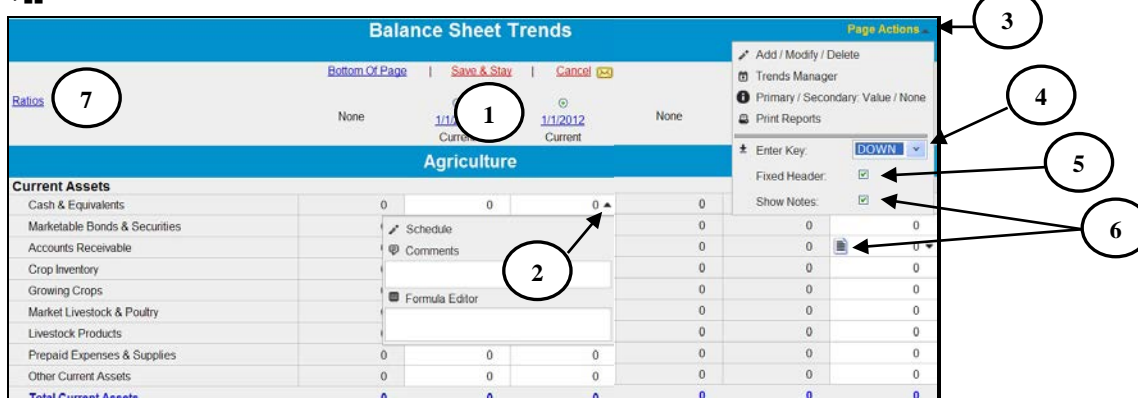 Balance Sheet Trends Page Actions
3
Add / Modify / Delete
Bottom Of Page | Save & Stay | Cancel
Trends Manager
Ratios 7
Primary / Secondary: Value / None
4
None 1 1/1/2012 None
Print Reports
Current
Enter Key: DOWN
Agriculture
Fixed Header:
5
Current Assets
Show Notes:
Cash & Equivalents 0 0 0 0 0 0
6
Marketable Bonds & Securities 0 0 0
Schedule
Accounts Receivable 0 0 0
Comments
Crop Inventory 0 0 0
2
Growing Crops 0 0 0
Formula Editor
Market Livestock & Poultry 0 0 0
Livestock Products 0 0 0
Prepaid Expenses & Supplies 0 0 0 0 0 0
Other Current Assets 0 0 0 0 0 0
Total Current Assets 0 0 0 0 0 0